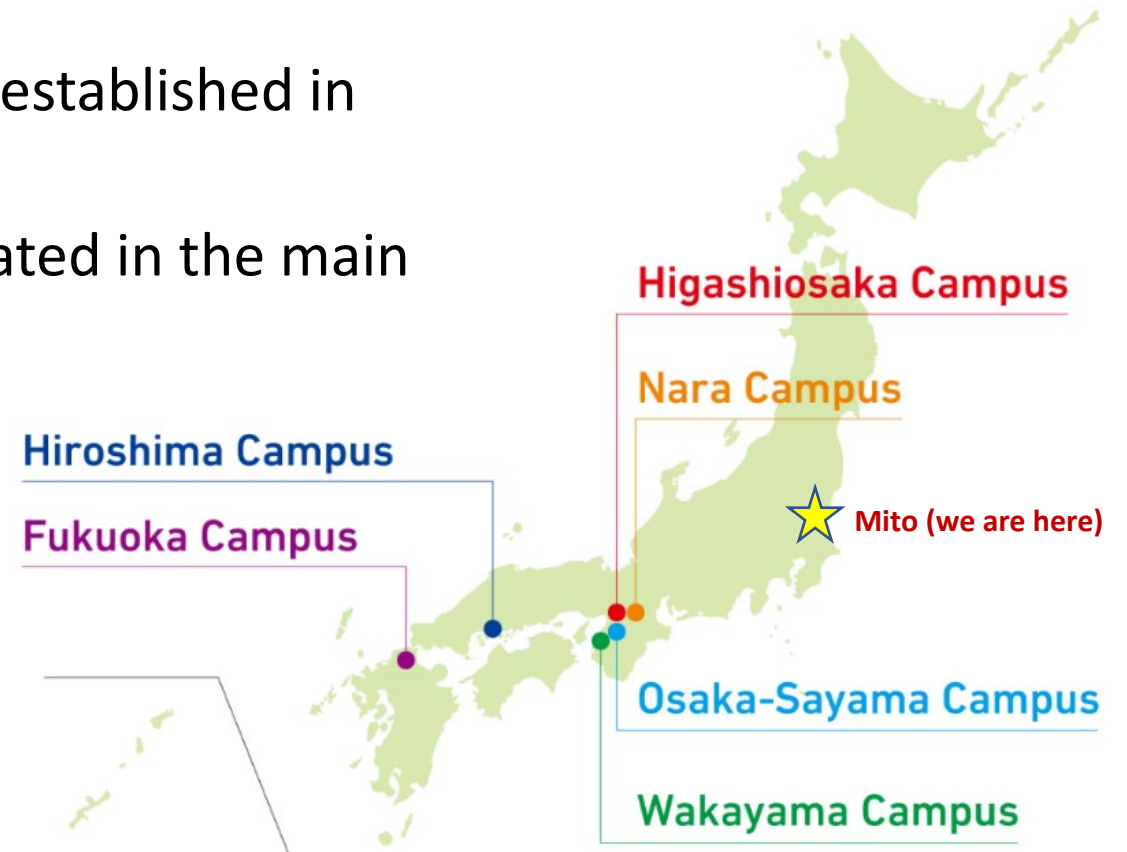 established in
ated in the main
Higashiosaka Campus
Nara Campus
Hiroshima Campus
Fukuoka Campus
Mito (we are here)
Osaka-Sayama Campus
Wakayama Campus